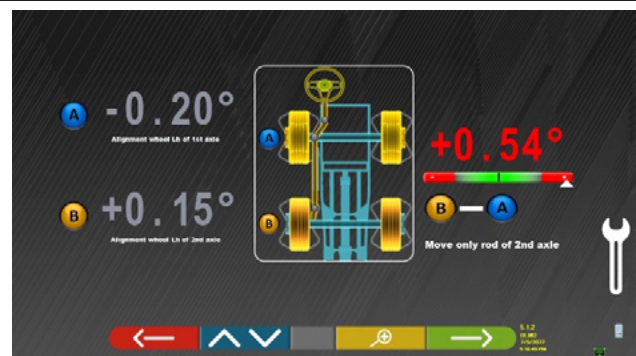 A
-0.20°
Alignment wheel Lh of 1st axle
B
+0.15°
Alignment wheel Lh of 2nd axle
A
B
+0.54°
B - A
Move only rod of 2nd axle
5.1.2
DEMO